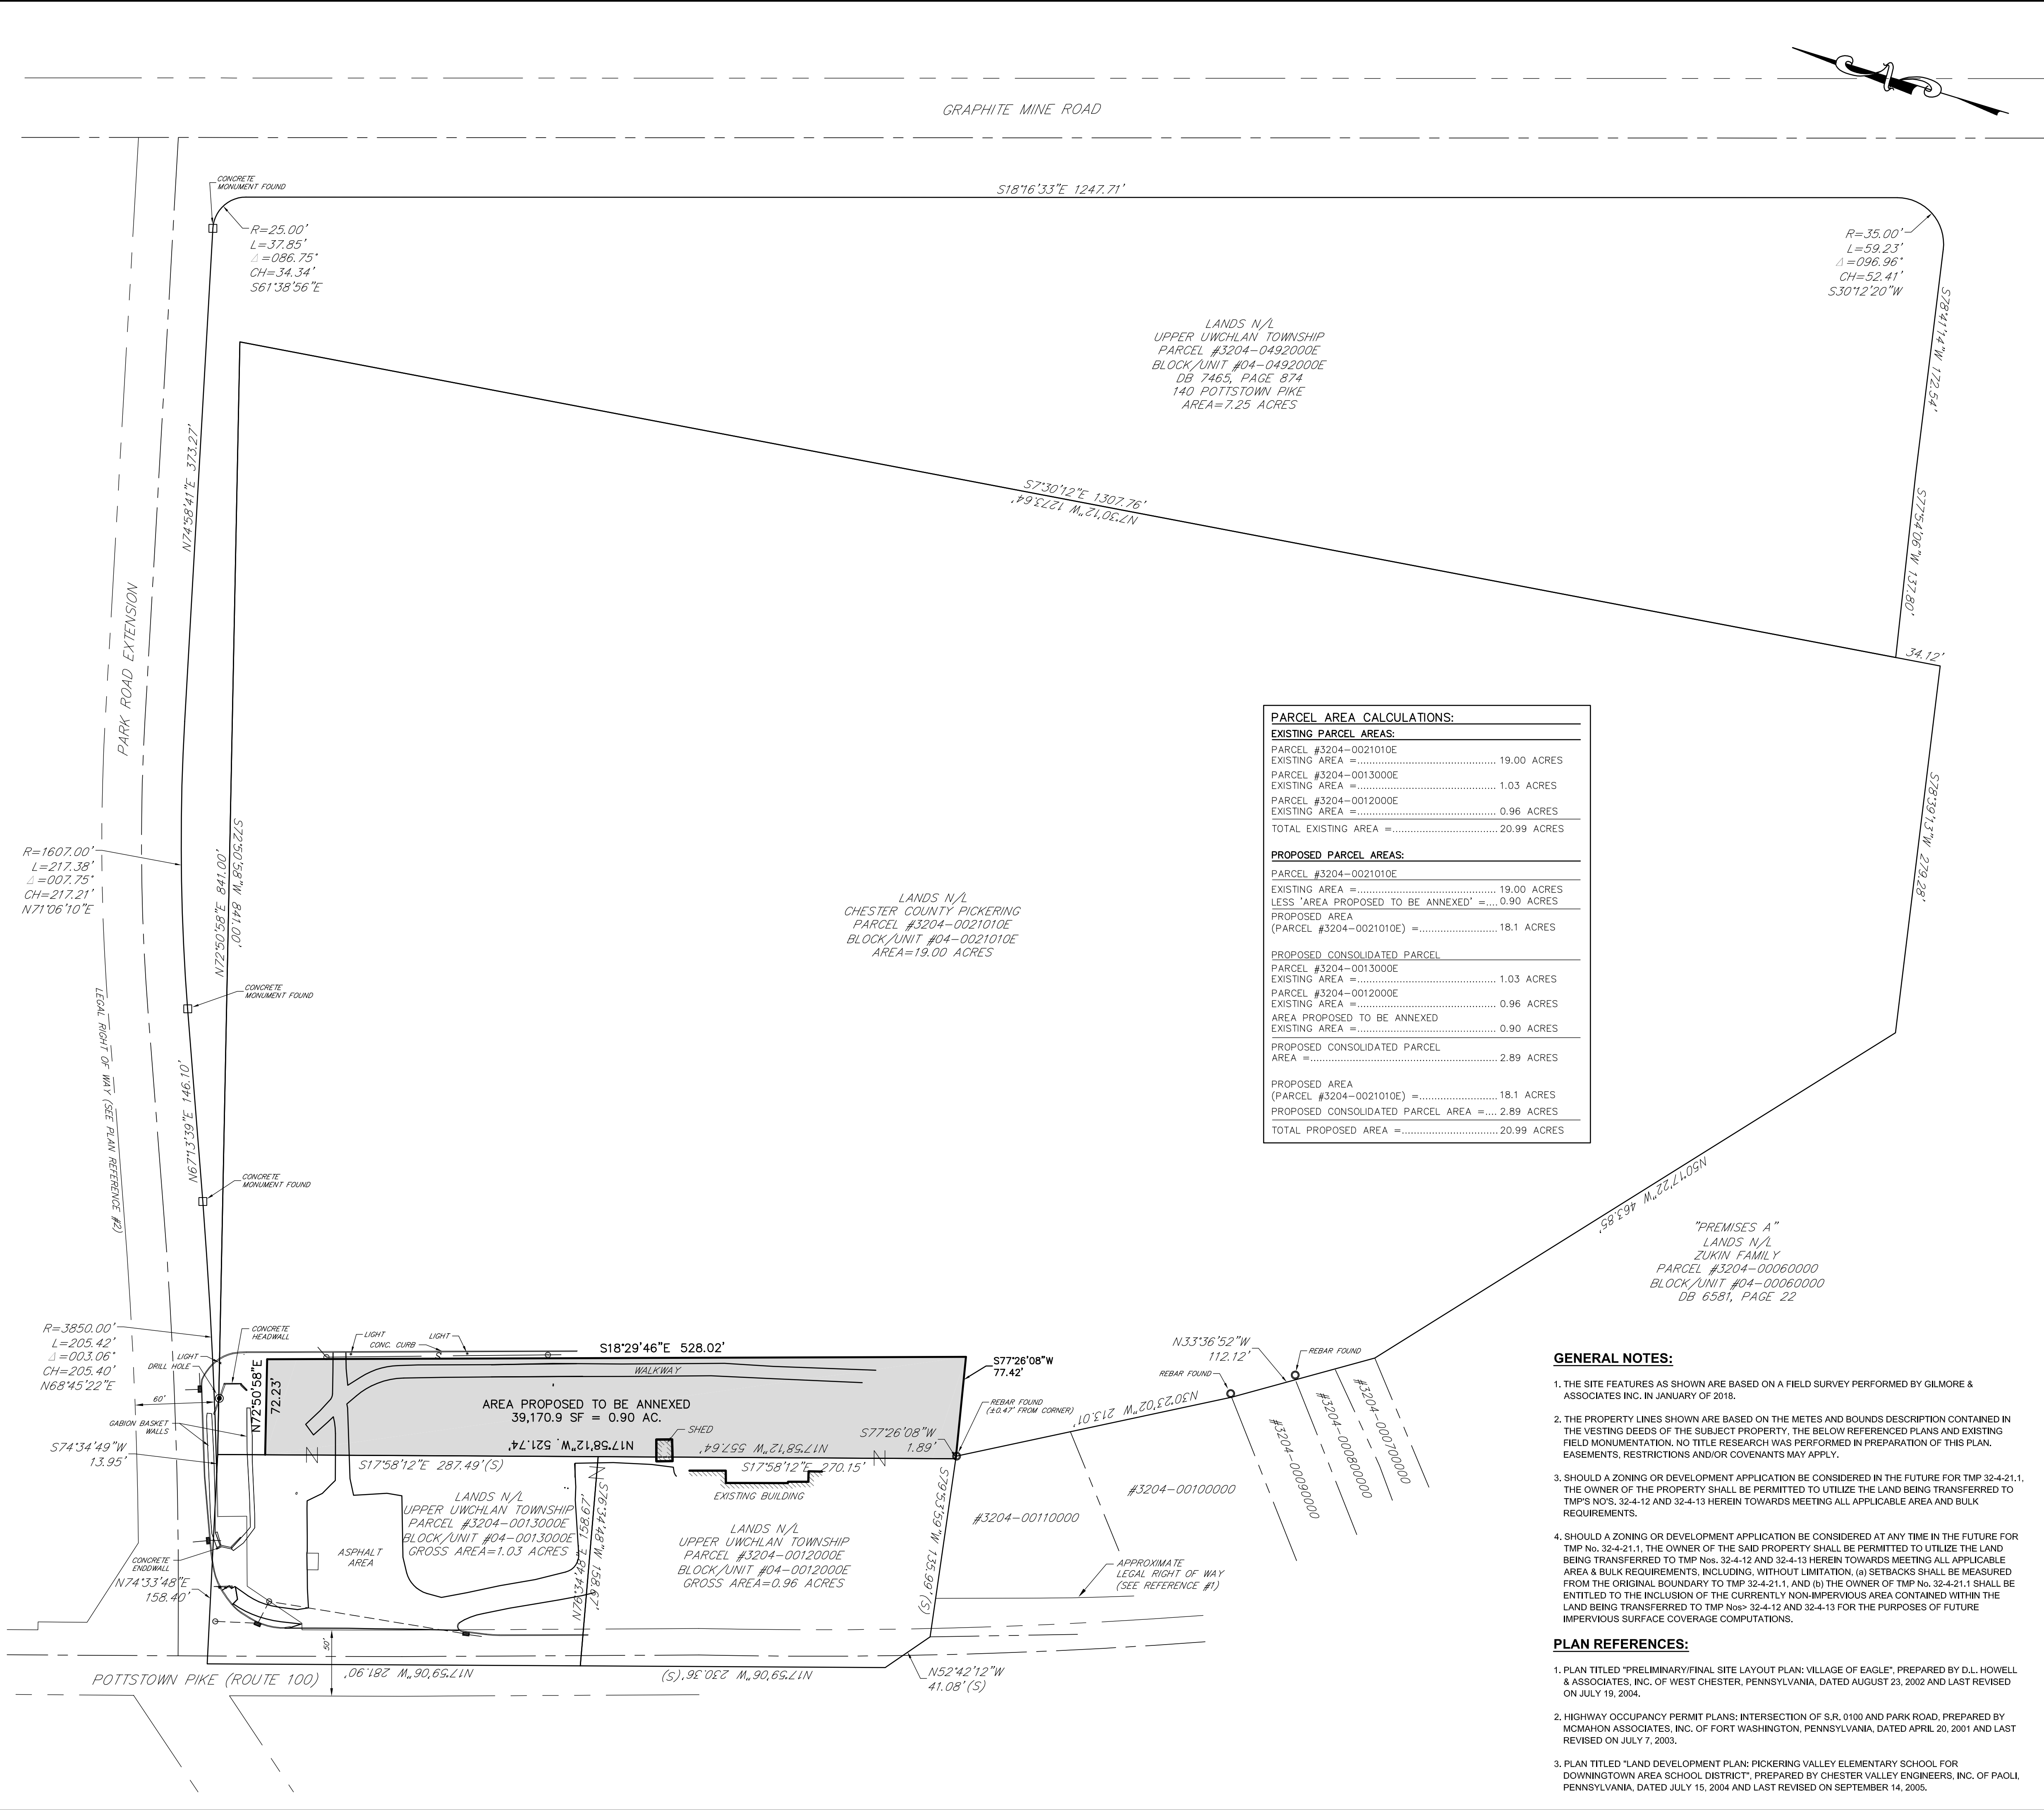 GRAPHITE MINE ROAD
CONCRETE
MONUMENT FOUND
S18°16'33"E 1247.71'
R=25.00'
L=37.85'
Δ=086.75°
CH=34.34'
S61°38'56"E
R=35.00'
L=59.23'
Δ=096.96°
CH=52.41'
S30°12'20"W
S78°41'14"W 172.54'
LANDS N/L
UPPER UWCHLAN TOWNSHIP
PARCEL #3204-0492000E
BLOCK/UNIT #04-0492000E
DB 7465, PAGE 874
140 POTTSTOWN PIKE
AREA=7.25 ACRES
N74°58'41"E 373.27'
S7°30'12"E 1307.76'
N7°30'12"W 1273.64'
S77°54'06"W 137.80'
34.12'
PARK ROAD EXTENSION
LEGAL RIGHT OF WAY (SEE PLAN REFERENCE #2)
PARCEL AREA CALCULATIONS:
EXISTING PARCEL AREAS:
PARCEL #3204-0021010E
EXISTING AREA =.............................................. 19.00 ACRES
PARCEL #3204-0013000E
EXISTING AREA =.............................................. 1.03 ACRES
PARCEL #3204-0012000E
EXISTING AREA =.............................................. 0.96 ACRES
TOTAL EXISTING AREA =................................... 20.99 ACRES
PROPOSED PARCEL AREAS:
PARCEL #3204-0021010E
EXISTING AREA =.............................................. 19.00 ACRES
LESS 'AREA PROPOSED TO BE ANNEXED' =.... 0.90 ACRES
PROPOSED AREA
(PARCEL #3204-0021010E) =.......................... 18.1 ACRES
PROPOSED CONSOLIDATED PARCEL
PARCEL #3204-0013000E
EXISTING AREA =.............................................. 1.03 ACRES
PARCEL #3204-0012000E
EXISTING AREA =.............................................. 0.96 ACRES
AREA PROPOSED TO BE ANNEXED
EXISTING AREA =.............................................. 0.90 ACRES
PROPOSED CONSOLIDATED PARCEL
AREA =.............................................................. 2.89 ACRES
PROPOSED AREA
(PARCEL #3204-0021010E) =.......................... 18.1 ACRES
PROPOSED CONSOLIDATED PARCEL AREA =.... 2.89 ACRES
TOTAL PROPOSED AREA =................................ 20.99 ACRES
S78°39'13"W 279.28'
R=1607.00'
L=217.38'
Δ=007.75°
CH=217.21'
N71°06'10"E
N72°50'58"E 841.00'
S72°50'58"W 841.00'
LANDS N/L
CHESTER COUNTY PICKERING
PARCEL #3204-0021010E
BLOCK/UNIT #04-0021010E
AREA=19.00 ACRES
CONCRETE
MONUMENT FOUND
N67°13'39"E 146.10'
CONCRETE
MONUMENT FOUND
N50°17'22"W 463.85'
"PREMISES A"
LANDS N/L
ZUKIN FAMILY
PARCEL #3204-00060000
BLOCK/UNIT #04-00060000
DB 6581, PAGE 22
R=3850.00'
L=205.42'
Δ=003.06°
CH=205.40'
N68°45'22"E
LIGHT
DRILL HOLE
CONCRETE
HEADWALL
LIGHT
CONC. CURB
LIGHT
S18°29'46"E 528.02'
WALKWAY
S77°26'08"W
77.42'
N72°50'58"E
72.23'
AREA PROPOSED TO BE ANNEXED
39,170.9 SF = 0.90 AC.
60'
GABION BASKET
WALLS
S74°34'49"W
13.95'
N17°58'12"W. 521.74'
SHED
N17°58'12"W 557.64'
S77°26'08"W
1.89'
REBAR FOUND
(±0.47' FROM CORNER)
S17°58'12"E 287.49'(S)
S17°58'12"E 270.15'
EXISTING BUILDING
N30°23'02"W 213.01'
N33°36'52"W
112.12'
REBAR FOUND
REBAR FOUND
#3204-00070000
#3204-00080000
#3204-00090000
#3204-00100000
#3204-00110000
LANDS N/L
UPPER UWCHLAN TOWNSHIP
PARCEL #3204-0013000E
BLOCK/UNIT #04-0013000E
GROSS AREA=1.03 ACRES
ASPHALT
AREA
N76°34'48"E 158.67'
S76°34'48"W 158.67'
LANDS N/L
UPPER UWCHLAN TOWNSHIP
PARCEL #3204-0012000E
BLOCK/UNIT #04-0012000E
GROSS AREA=0.96 ACRES
S79°53'59"W 135.99'(S)
APPROXIMATE
LEGAL RIGHT OF WAY
(SEE REFERENCE #1)
CONCRETE
ENDWALL
N74°33'48"E
158.40'
50'
POTTSTOWN PIKE (ROUTE 100)
N17°59'06"W 281.90'
N17°59'06"W 230.36'(S)
N52°42'12"W
41.08'(S)
GENERAL NOTES:
1. THE SITE FEATURES AS SHOWN ARE BASED ON A FIELD SURVEY PERFORMED BY GILMORE &
ASSOCIATES INC. IN JANUARY OF 2018.
2. THE PROPERTY LINES SHOWN ARE BASED ON THE METES AND BOUNDS DESCRIPTION CONTAINED IN
THE VESTING DEEDS OF THE SUBJECT PROPERTY, THE BELOW REFERENCED PLANS AND EXISTING
FIELD MONUMENTATION. NO TITLE RESEARCH WAS PERFORMED IN PREPARATION OF THIS PLAN.
EASEMENTS, RESTRICTIONS AND/OR COVENANTS MAY APPLY.
3. SHOULD A ZONING OR DEVELOPMENT APPLICATION BE CONSIDERED IN THE FUTURE FOR TMP 32-4-21.1,
THE OWNER OF THE PROPERTY SHALL BE PERMITTED TO UTILIZE THE LAND BEING TRANSFERRED TO
TMP'S NO'S. 32-4-12 AND 32-4-13 HEREIN TOWARDS MEETING ALL APPLICABLE AREA AND BULK
REQUIREMENTS.
4. SHOULD A ZONING OR DEVELOPMENT APPLICATION BE CONSIDERED AT ANY TIME IN THE FUTURE FOR
TMP No. 32-4-21.1, THE OWNER OF THE SAID PROPERTY SHALL BE PERMITTED TO UTILIZE THE LAND
BEING TRANSFERRED TO TMP Nos. 32-4-12 AND 32-4-13 HEREIN TOWARDS MEETING ALL APPLICABLE
AREA & BULK REQUIREMENTS, INCLUDING, WITHOUT LIMITATION, (a) SETBACKS SHALL BE MEASURED
FROM THE ORIGINAL BOUNDARY TO TMP 32-4-21.1, AND (b) THE OWNER OF TMP No. 32-4-21.1 SHALL BE
ENTITLED TO THE INCLUSION OF THE CURRENTLY NON-IMPERVIOUS AREA CONTAINED WITHIN THE
LAND BEING TRANSFERRED TO TMP Nos> 32-4-12 AND 32-4-13 FOR THE PURPOSES OF FUTURE
IMPERVIOUS SURFACE COVERAGE COMPUTATIONS.
PLAN REFERENCES:
1. PLAN TITLED "PRELIMINARY/FINAL SITE LAYOUT PLAN: VILLAGE OF EAGLE", PREPARED BY D.L. HOWELL
& ASSOCIATES, INC. OF WEST CHESTER, PENNSYLVANIA, DATED AUGUST 23, 2002 AND LAST REVISED
ON JULY 19, 2004.
2. HIGHWAY OCCUPANCY PERMIT PLANS: INTERSECTION OF S.R. 0100 AND PARK ROAD, PREPARED BY
MCMAHON ASSOCIATES, INC. OF FORT WASHINGTON, PENNSYLVANIA, DATED APRIL 20, 2001 AND LAST
REVISED ON JULY 7, 2003.
3. PLAN TITLED "LAND DEVELOPMENT PLAN: PICKERING VALLEY ELEMENTARY SCHOOL FOR
DOWNINGTOWN AREA SCHOOL DISTRICT", PREPARED BY CHESTER VALLEY ENGINEERS, INC. OF PAOLI,
PENNSYLVANIA, DATED JULY 15, 2004 AND LAST REVISED ON SEPTEMBER 14, 2005.